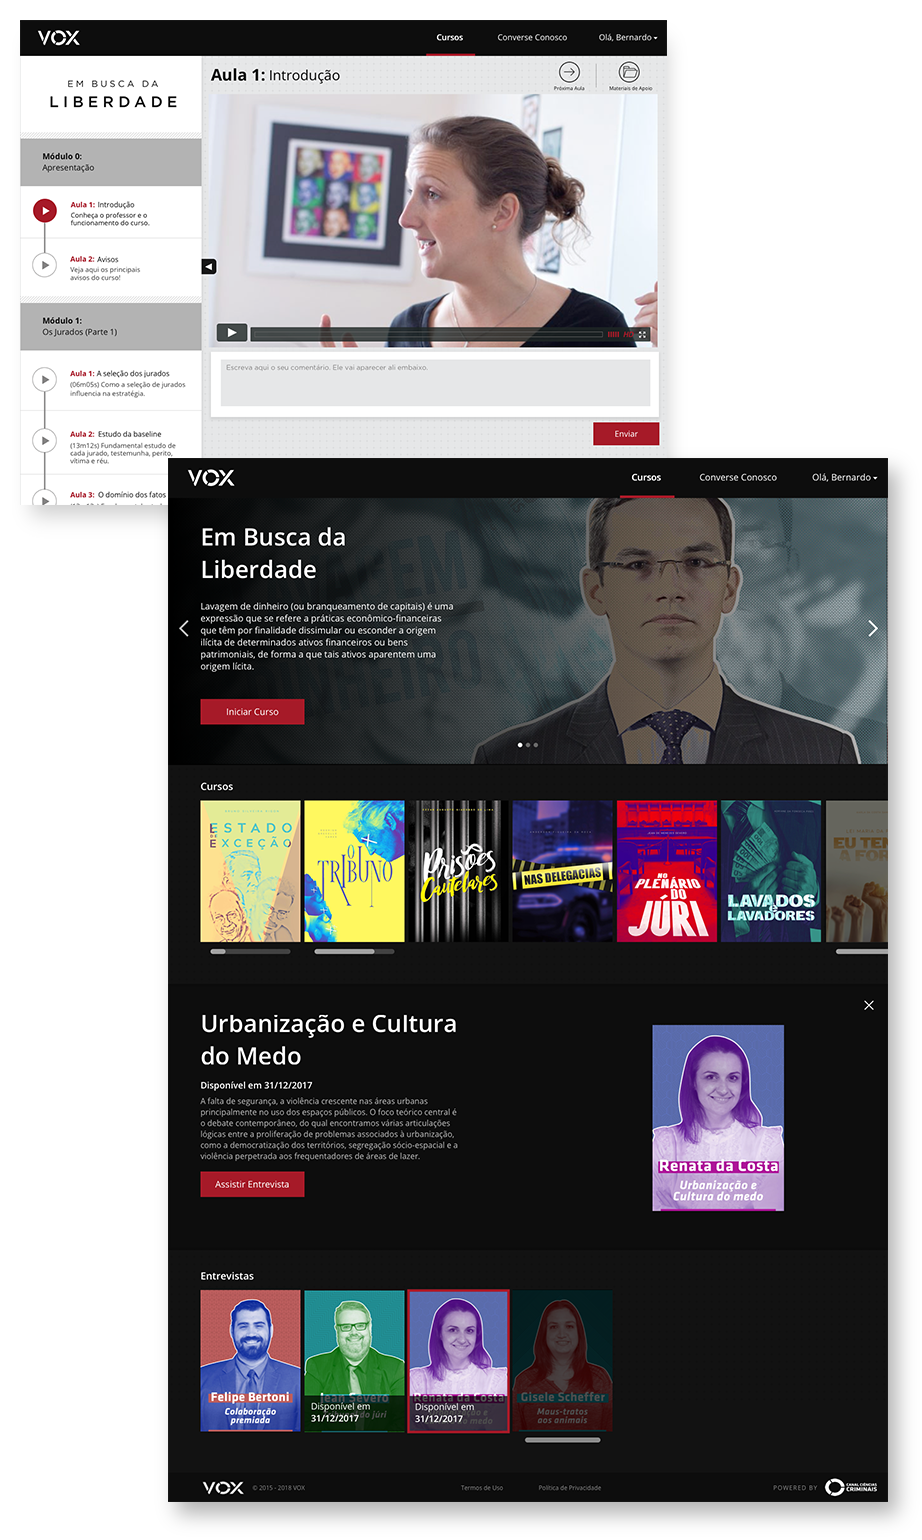 VOX
Cursos
Converse Conosco
Olá, Bernardo
EM BUSCA DA
LIBERDADE
Módulo 0:
Apresentação
Aula 1: Introdução
Conheça o professor e o
funcionamento do curso.
Aula 2: Avisos
Veja aqui os principais
avisos do curso!
Módulo 1:
Os Jurados (Parte 1)
Aula 1: A seleção dos jurados
(06m05s) Como a seleção de jurados
influencia na estratégia.
Aula 2: Estudo da baseline
(13m12s) Fundamental estudo de
cada jurado, testemunha, perito,
vítima e réu.
Aula 3: O domínio dos fatos
Aula 1: Introdução
Próxima Aula
Materiais de Apoio
Escreva aqui o seu comentário. Ele vai aparecer ali embaixo.
Enviar
VOX
Cursos
Converse Conosco
Olá, Bernardo
Em Busca da
Liberdade
Lavagem de dinheiro (ou branqueamento de capitais) é uma
expressão que se refere a práticas econômico-financeiras
que têm por finalidade dissimular ou esconder a origem
ilícita de determinados ativos financeiros ou bens
patrimoniais, de forma a que tais ativos aparentem uma
origem lícita.
Iniciar Curso
Cursos
ESTADO
DE
EXCEÇÃO
O
TRIBUNO
Prisões
Cautelares
NAS DELEGACIAS
NO
PLENÁRIO
DO
JÚRI
LAVADOS
E
LAVADORES
EU TEN
A FOR
Urbanização e Cultura
do Medo
Disponível em 31/12/2017
A falta de segurança, a violência crescente nas áreas urbanas
principalmente no uso dos espaços públicos. O foco teórico central é
o debate contemporâneo, do qual encontramos várias articulações
lógicas entre a proliferação de problemas associados à urbanização,
como a democratização dos territórios, segregação sócio-espacial e a
violência perpetrada aos frequentadores de áreas de lazer.
Assistir Entrevista
Renata da Costa
Urbanização e
Cultura do medo
Entrevistas
Felipe Bertoni
Colaboração
premiada
Jean Severo
Disponível em
31/12/2017
Renata da Costa
Disponível em
31/12/2017
Gisele Scheffer
Maus-tratos
aos animais
VOX
© 2015 - 2018 VOX
Termos de Uso
Política de Privacidade
POWERED BY
CANAL CIÊNCIAS
CRIMINAIS